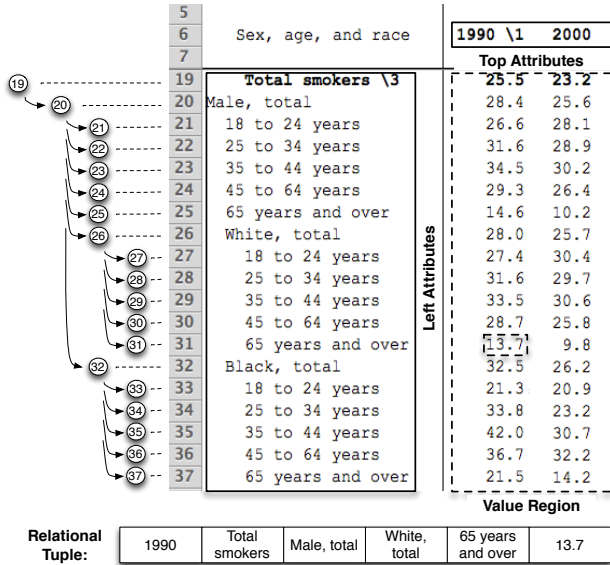 5
6 Sex, age, and race 1990 \1 2000
7 Top Attributes
19 19 Total smokers \3 25.5 23.2
20 20 Male, total 28.4 25.6
21 21 18 to 24 years 26.6 28.1
22 22 25 to 34 years 31.6 28.9
23 23 35 to 44 years 34.5 30.2
24 24 45 to 64 years 29.3 26.4
25 25 65 years and over 14.6 10.2
26 26 White, total 28.0 25.7
27 27 18 to 24 years 27.4 30.4
28 28 25 to 34 years 31.6 29.7
29 29 35 to 44 years 33.5 30.6
30 30 45 to 64 years 28.7 25.8
31 31 65 years and over 13.7 9.8
32 32 Black, total 32.5 26.2
33 33 18 to 24 years 21.3 20.9
34 34 25 to 34 years 33.8 23.2
35 35 35 to 44 years 42.0 30.7
36 36 45 to 64 years 36.7 32.2
37 37 65 years and over 21.5 14.2
Left Attributes
Value Region
Relational Tuple: 1990 Total smokers Male, total White, total 65 years and over 13.7